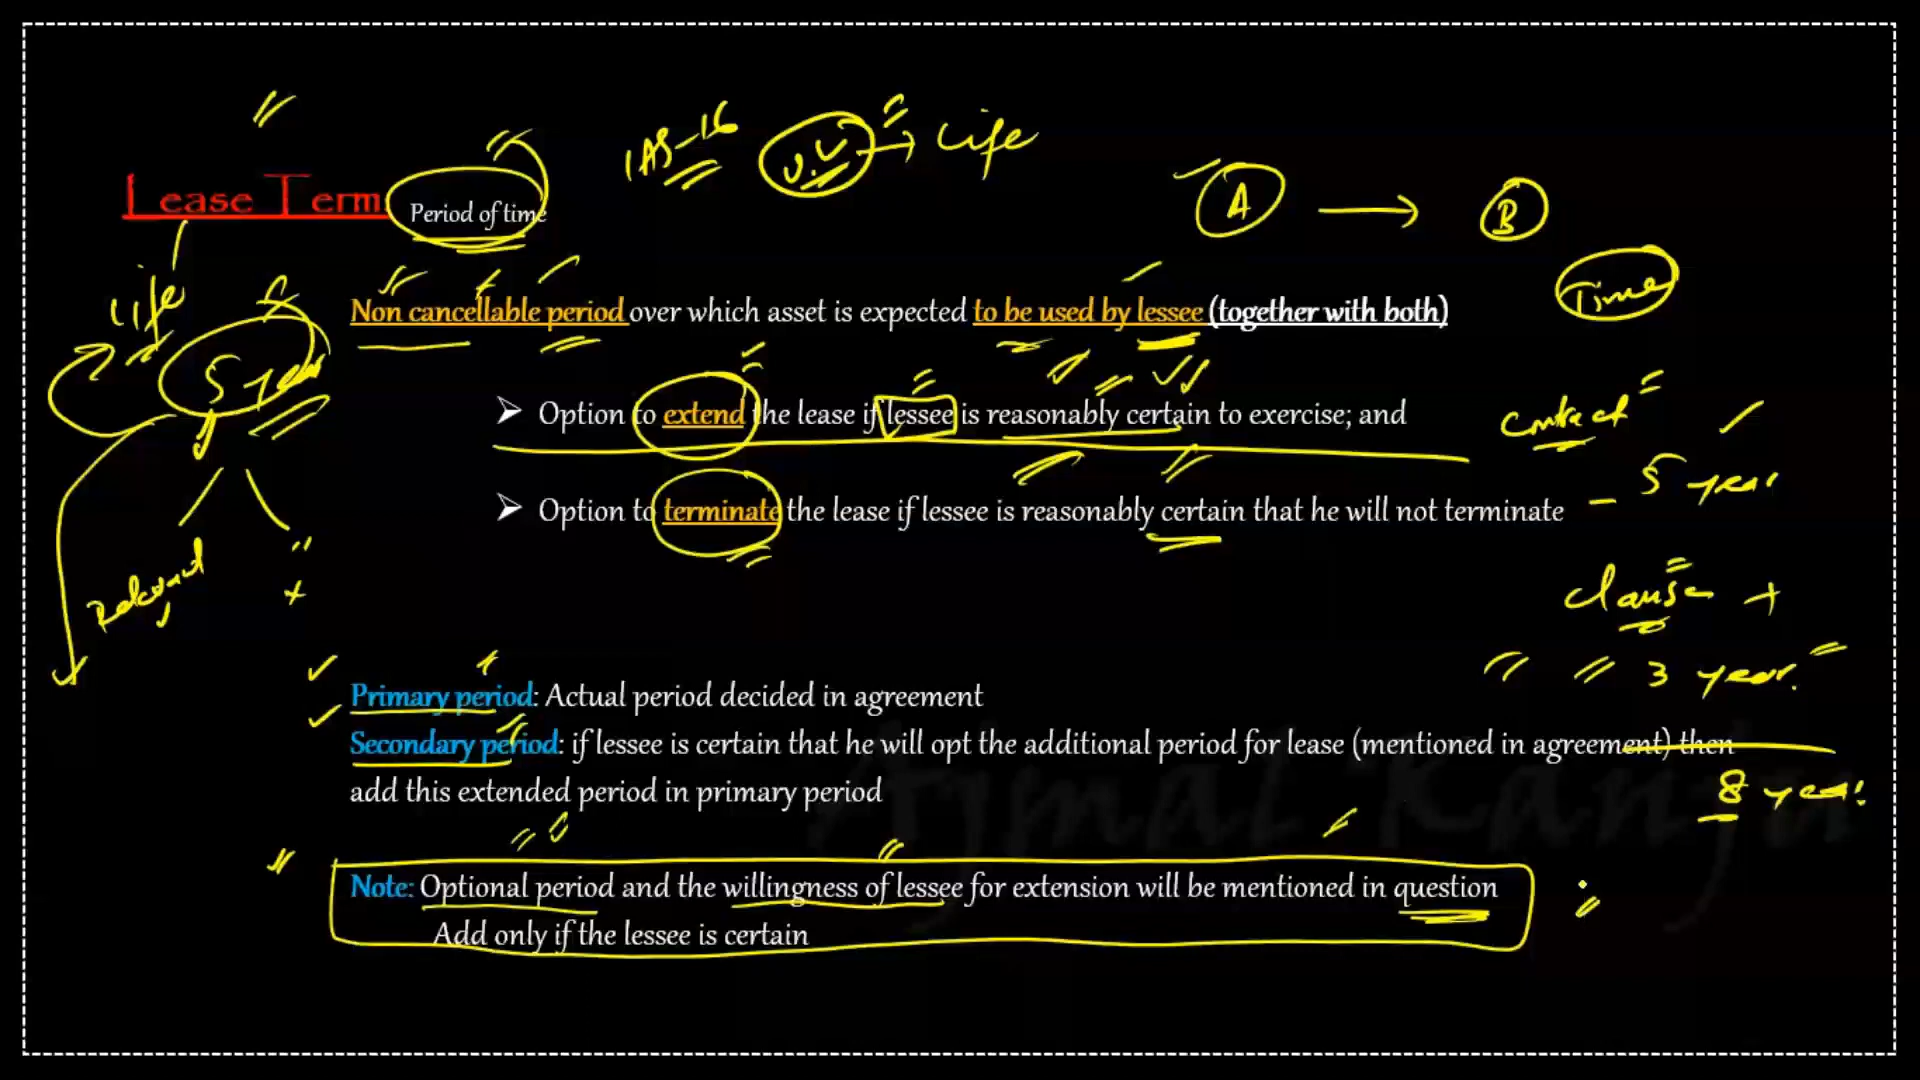 IAS-16 U.V → Life
Lease Term Period of time
A → B
Time
Life
Non cancellable period over which asset is expected to be used by lessee (together with both)
5 year
Option to extend the lease if lessee is reasonably certain to exercise; and
contract
- 5 year
Option to terminate the lease if lessee is reasonably certain that he will not terminate
clause +
3 year.
Primary period: Actual period decided in agreement
Secondary period: if lessee is certain that he will opt the additional period for lease (mentioned in agreement) then
add this extended period in primary period
8 year.
Note: Optional period and the willingness of lessee for extension will be mentioned in question
Add only if the lessee is certain